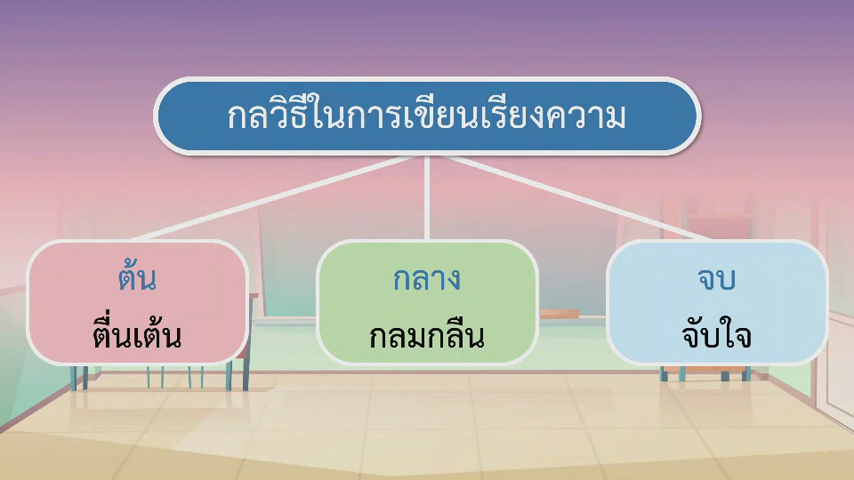 กลวิธีในการเขียนเรียงความ
ต้น
ตื่นเต้น
กลาง
กลมกลืน
จบ
จับใจ